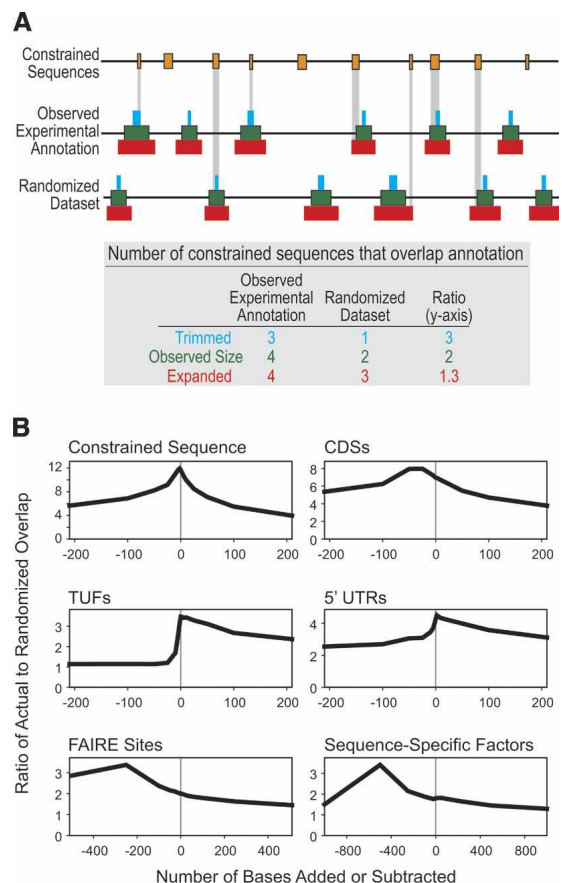 A
Constrained
Sequences
Observed
Experimental
Annotation
Randomized
Dataset
Number of constrained sequences that overlap annotation
Observed
Experimental
Annotation
Randomized
Dataset
Ratio
(y-axis)
Trimmed 3 1 3
Observed Size 4 2 2
Expanded 4 3 1.3
B
Ratio of Actual to Randomized Overlap
Constrained Sequence
12
8
4
0
-200 -100 0 100 200
CDSs
8
6
4
2
0
-200 -100 0 100 200
TUFs
3
2
1
0
-200 -100 0 100 200
5' UTRs
4
2
0
-200 -100 0 100 200
FAIRE Sites
3
2
1
0
-400 -200 0 200 400
Sequence-Specific Factors
3
2
1
0
-800 -400 0 400 800
Number of Bases Added or Subtracted